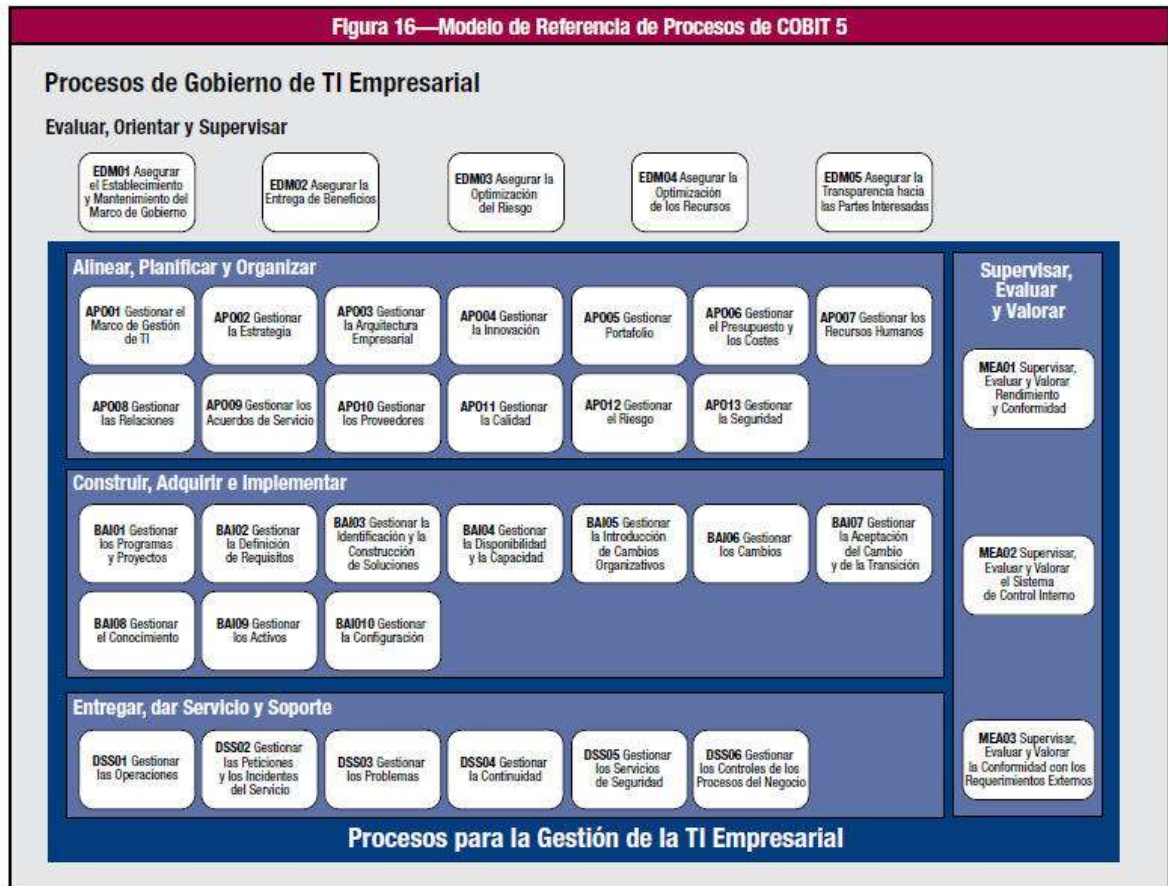 Figura 16—Modelo de Referencia de Procesos de COBIT 5
Procesos de Gobierno de TI Empresarial
Evaluar, Orientar y Supervisar
EDM01 Asegurar
el Establecimiento
y Mantenimiento del
Marco de Gobierno
EDM02 Asegurar la
Entrega de Beneficios
EDM03 Asegurar la
Optimización
del Riesgo
EDM04 Asegurar la
Optimización
de los Recursos
EDM05 Asegurar la
Transparencia hacia
las Partes Interesadas
Alinear, Planificar y Organizar
APO01 Gestionar el
Marco de Gestión
de TI
APO02 Gestionar
la Estrategia
APO03 Gestionar
la Arquitectura
Empresarial
APO04 Gestionar
la Innovación
APO05 Gestionar
Portafolio
APO06 Gestionar
el Presupuesto y
los Costes
APO07 Gestionar los
Recursos Humanos
APO08 Gestionar
las Relaciones
APO09 Gestionar los
Acuerdos de Servicio
APO10 Gestionar
los Proveedores
APO11 Gestionar
la Calidad
APO12 Gestionar
el Riesgo
APO13 Gestionar
la Seguridad
Construir, Adquirir e Implementar
BAI01 Gestionar
los Programas
y Proyectos
BAI02 Gestionar
la Definición
de Requisitos
BAI03 Gestionar la
Identificación y la
Construcción
de Soluciones
BAI04 Gestionar
la Disponibilidad
y la Capacidad
BAI05 Gestionar
la Introducción
de Cambios
Organizativos
BAI06 Gestionar
los Cambios
BAI07 Gestionar
la Aceptación
del Cambio
y de la Transición
BAI08 Gestionar
el Conocimiento
BAI09 Gestionar
los Activos
BAI010 Gestionar
la Configuración
Entregar, dar Servicio y Soporte
DSS01 Gestionar
las Operaciones
DSS02 Gestionar
las Peticiones
y los Incidentes
del Servicio
DSS03 Gestionar
los Problemas
DSS04 Gestionar
la Continuidad
DSS05 Gestionar
los Servicios
de Seguridad
DSS06 Gestionar
los Controles de los
Procesos del Negocio
Supervisar,
Evaluar
y Valorar
MEA01 Supervisar,
Evaluar y Valorar
Rendimiento
y Conformidad
MEA02 Supervisar,
Evaluar y Valorar
el Sistema
de Control Interno
MEA03 Supervisar,
Evaluar y Valorar
la Conformidad con los
Requerimientos Externos
Procesos para la Gestión de la TI Empresarial